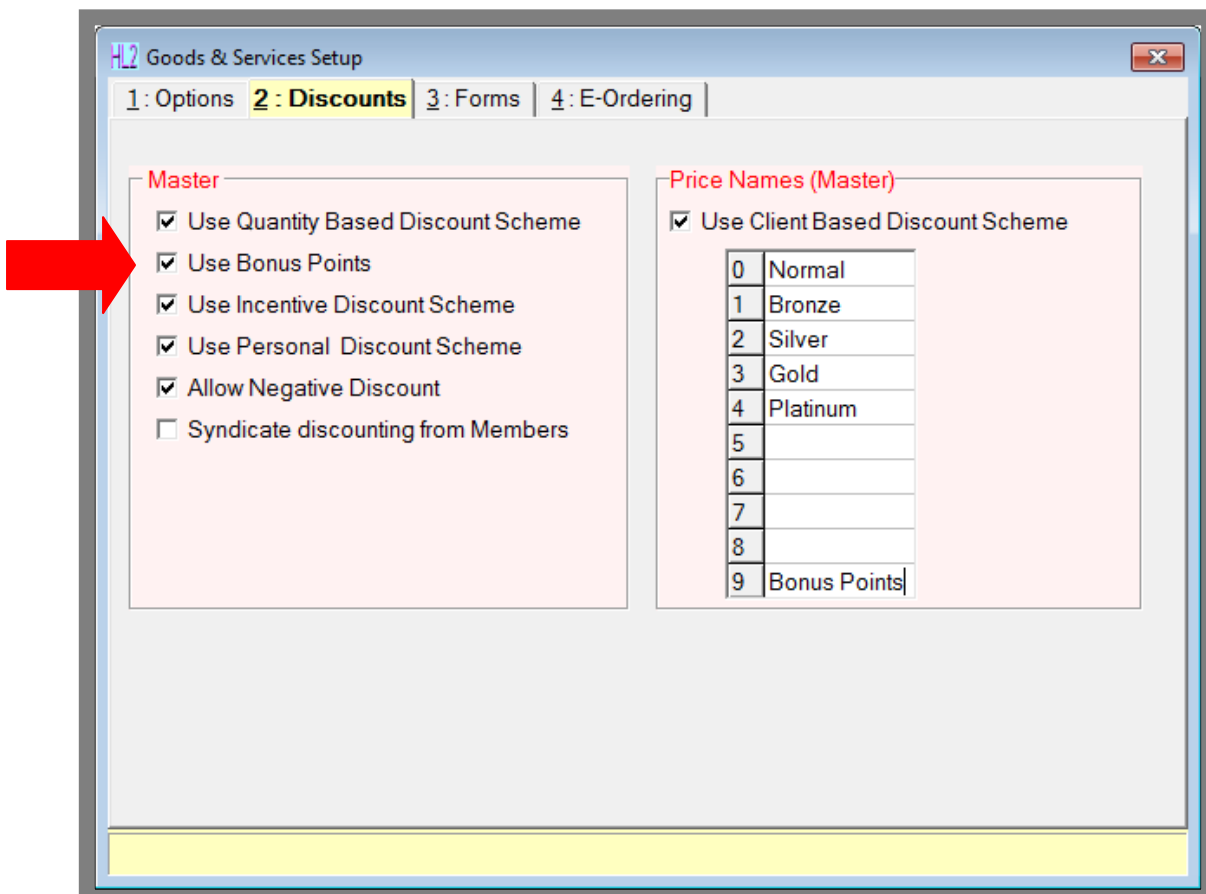 HL2 Goods & Services Setup
1 : Options 2 : Discounts 3 : Forms 4 : E-Ordering
Master
Use Quantity Based Discount Scheme
Use Bonus Points
Use Incentive Discount Scheme
Use Personal Discount Scheme
Allow Negative Discount
Syndicate discounting from Members
Price Names (Master)
Use Client Based Discount Scheme
0 Normal
1 Bronze
2 Silver
3 Gold
4 Platinum
5
6
7
8
9 Bonus Points